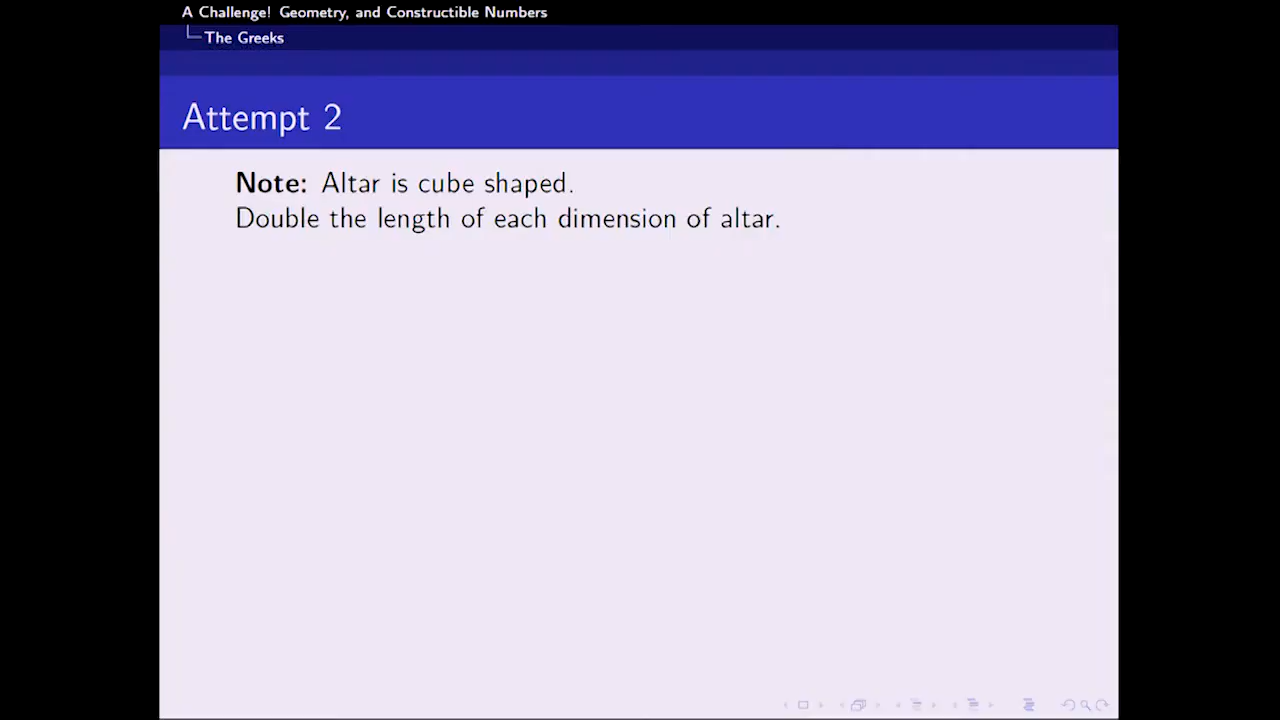 A Challenge! Geometry, and Constructible Numbers
The Greeks
Attempt 2
Note: Altar is cube shaped.
Double the length of each dimension of altar.